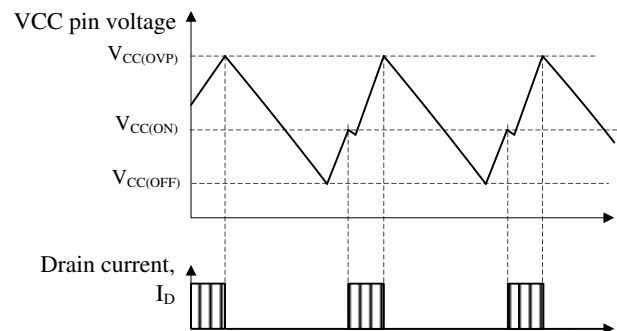 VCC pin voltage
VCC(OVP)
VCC(ON)
VCC(OFF)
Drain current,
ID